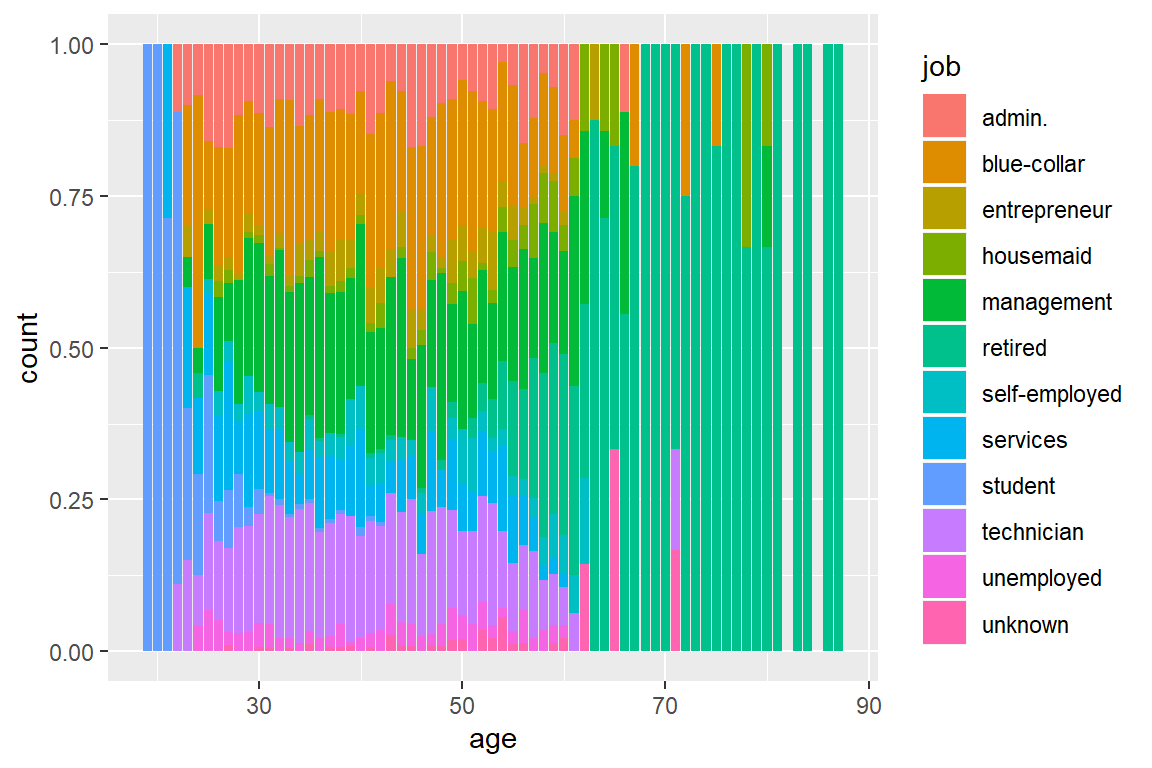 1.00
0.75
0.50
0.25
0.00
count
30
50
70
90
age
job
admin.
blue-collar
entrepreneur
housemaid
management
retired
self-employed
services
student
technician
unemployed
unknown